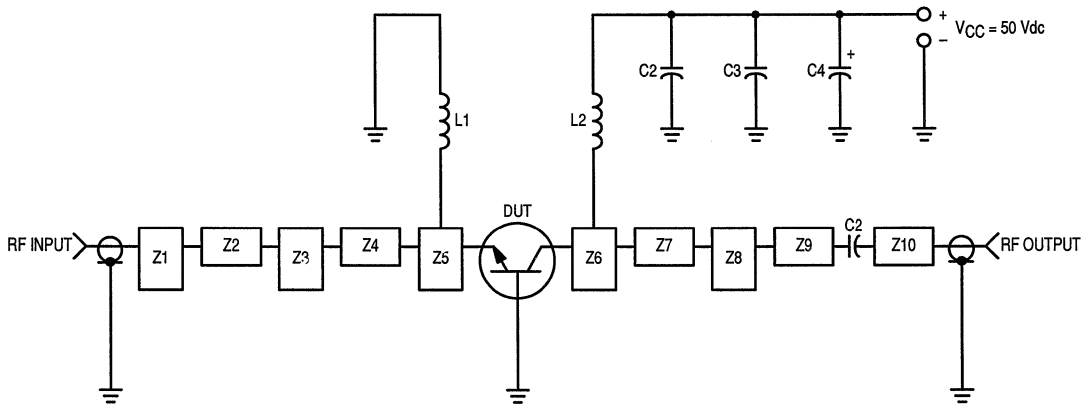 +
VCC = 50 Vdc
–
C2
C3
C4
+
L1
L2
DUT
RF INPUT
Z1
Z2
Z3
Z4
Z5
Z6
Z7
Z8
Z9
C2
Z10
RF OUTPUT